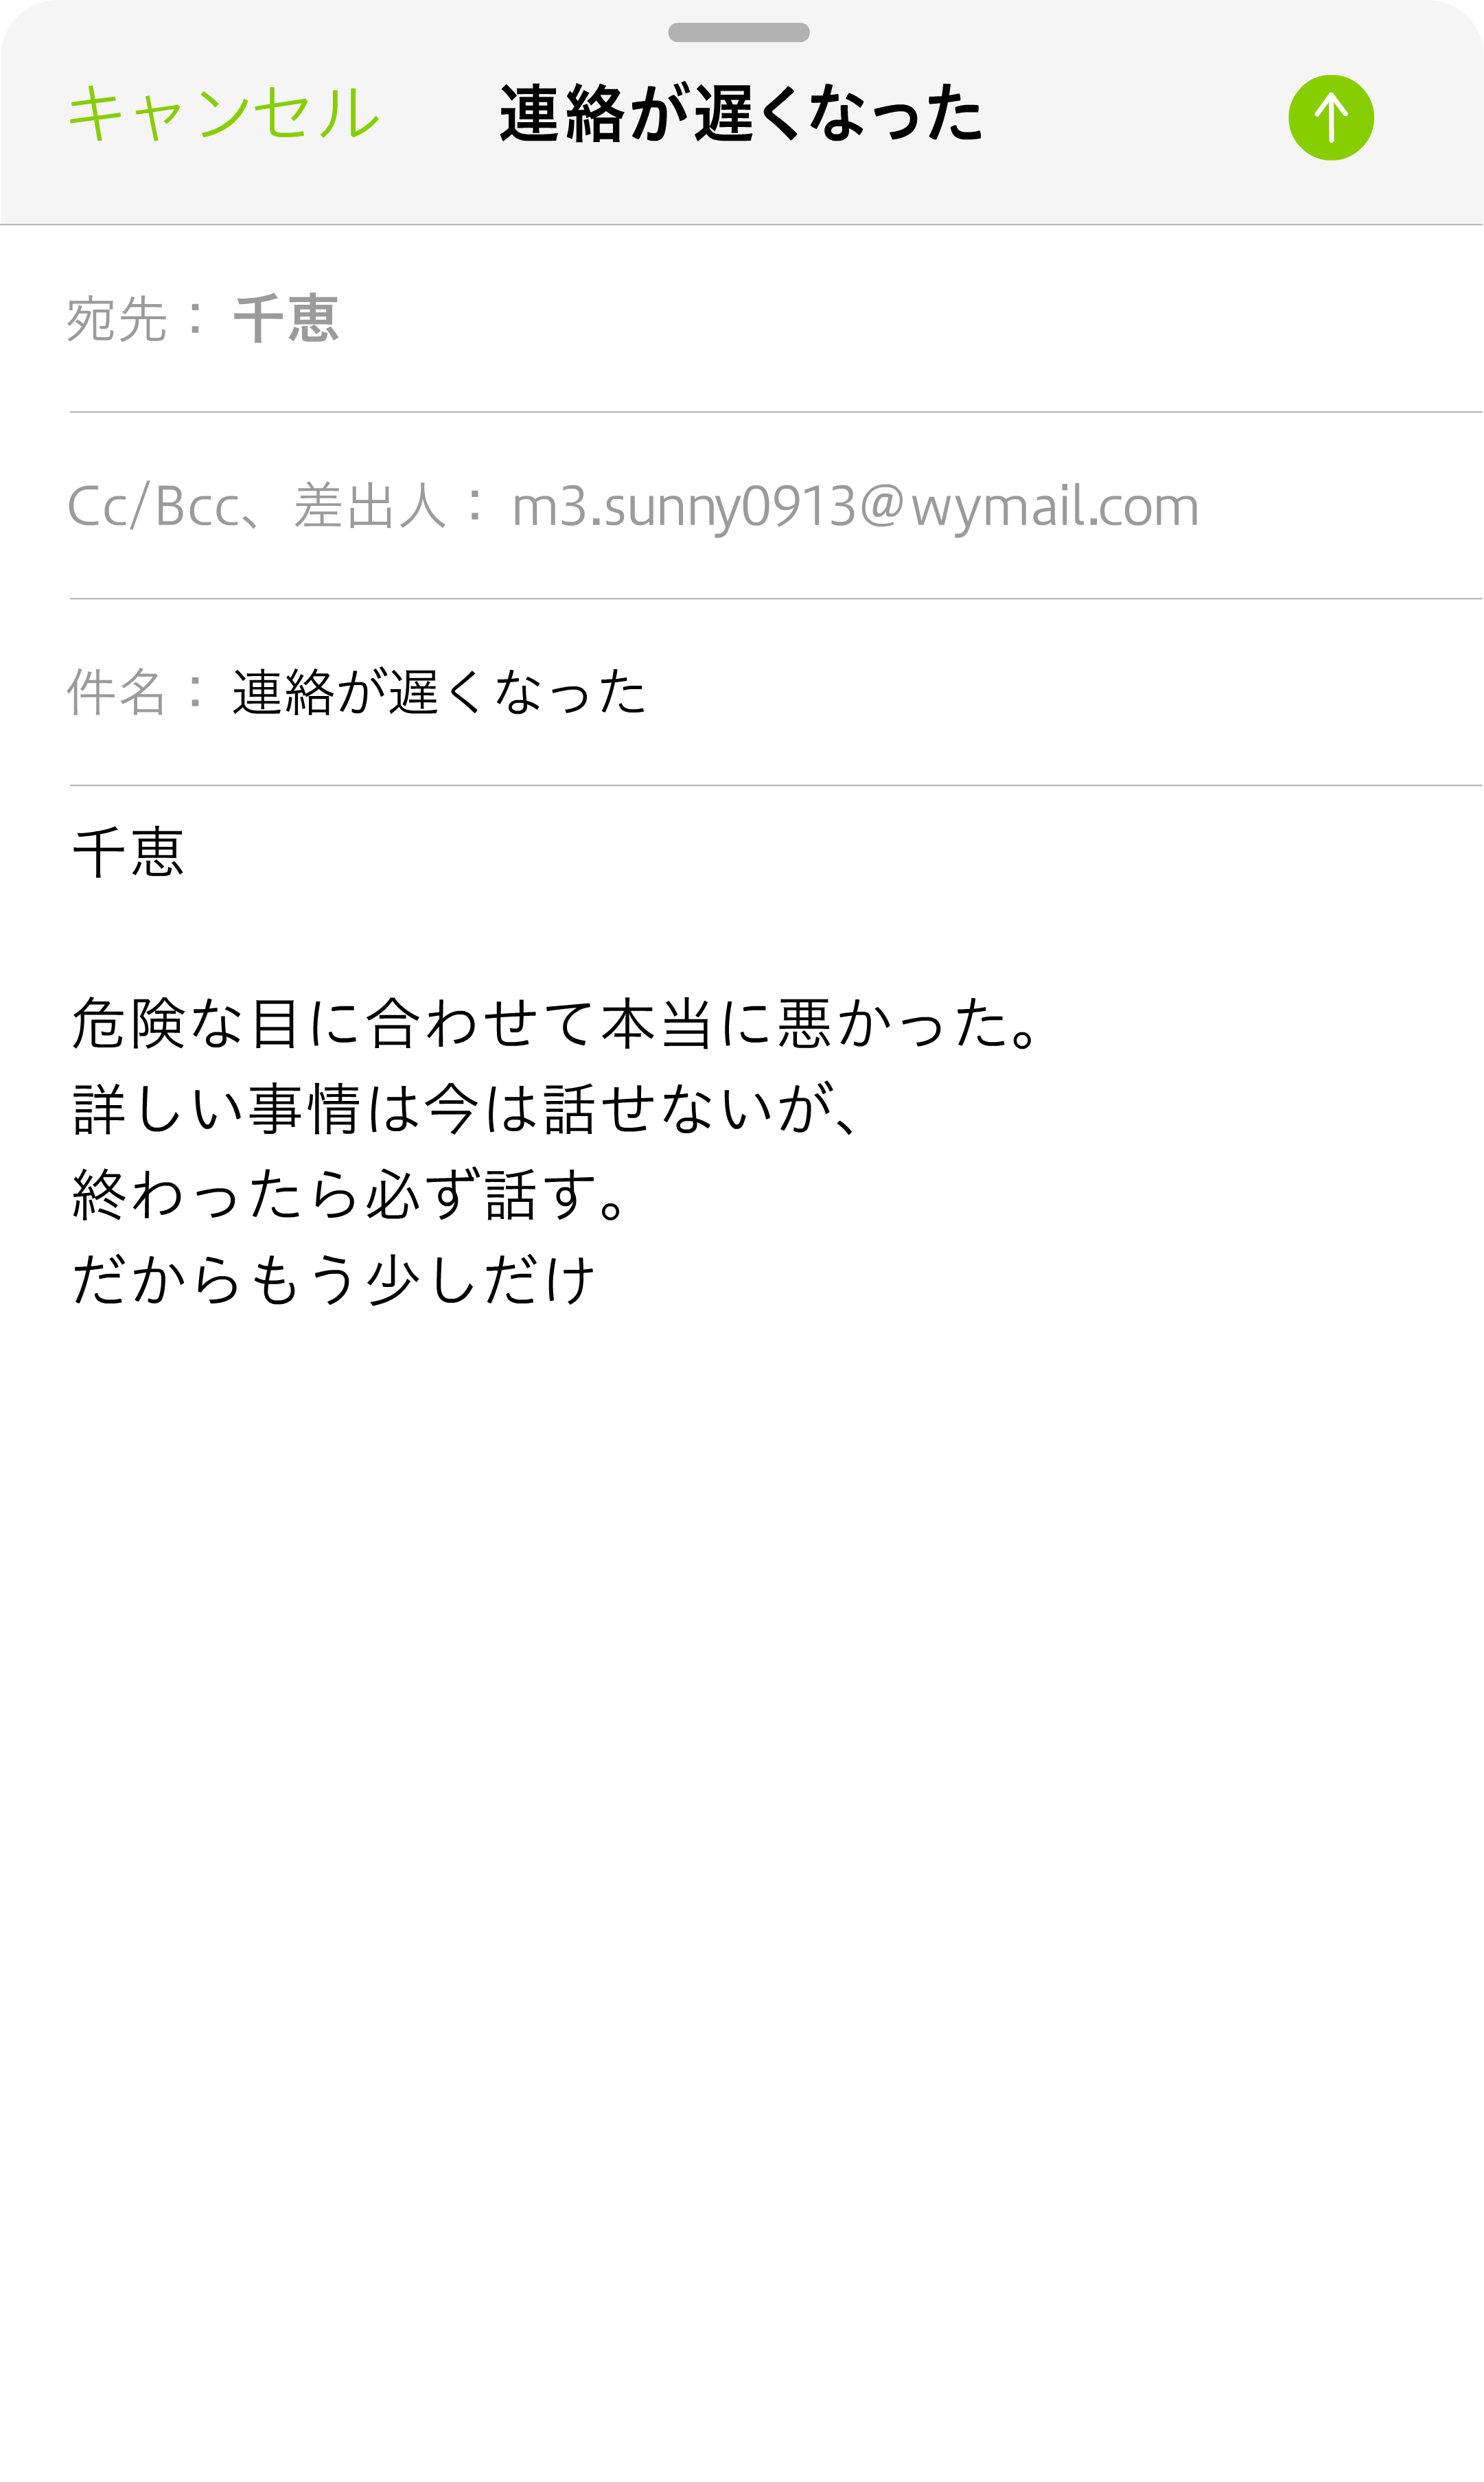 キャンセル 連絡が遅くなった
宛先： 千恵
Cc/Bcc、差出人： m3.sunny0913@wymail.com
件名： 連絡が遅くなった
千恵
危険な目に合わせて本当に悪かった。
詳しい事情は今は話せないが、
終わったら必ず話す。
だからもう少しだけ